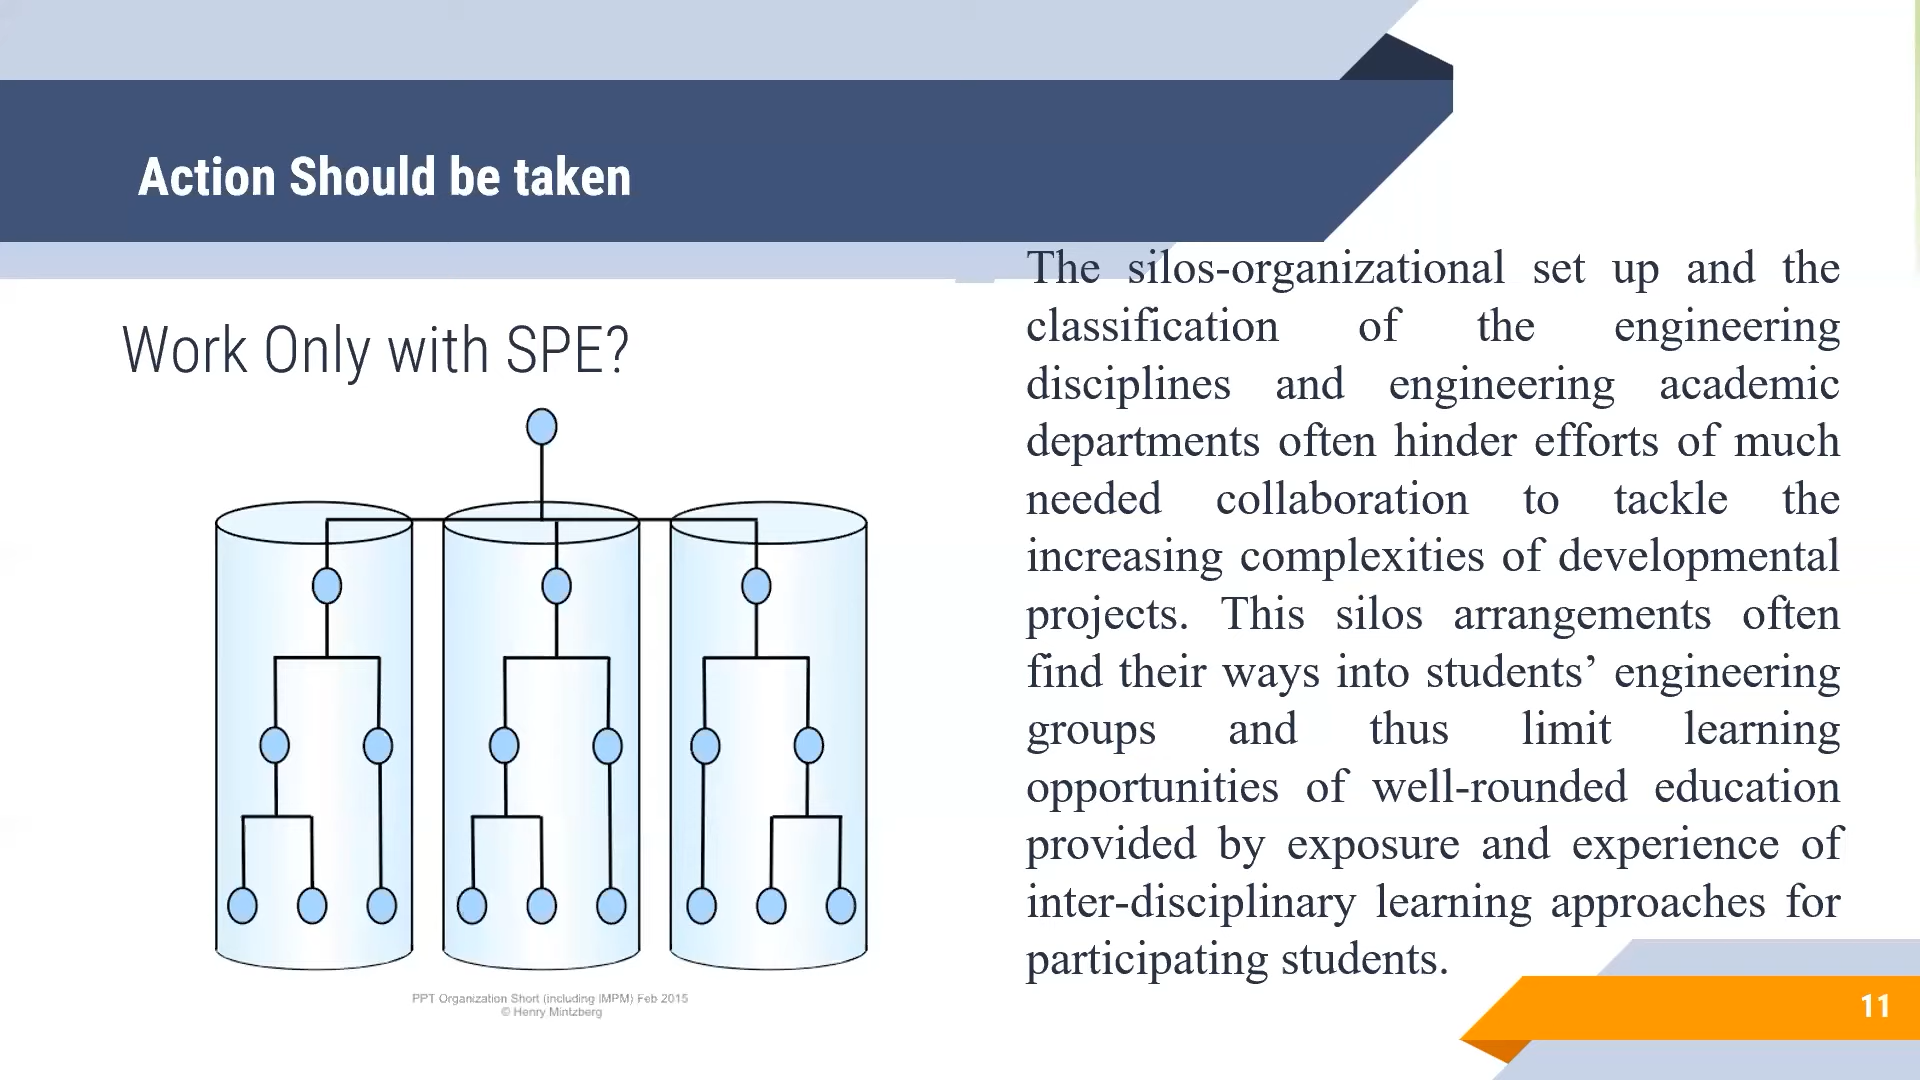 Action Should be taken
Work Only with SPE?
The silos-organizational set up and the
classification of the engineering
disciplines and engineering academic
departments often hinder efforts of much
needed collaboration to tackle the
increasing complexities of developmental
projects. This silos arrangements often
find their ways into students’ engineering
groups and thus limit learning
opportunities of well-rounded education
provided by exposure and experience of
inter-disciplinary learning approaches for
participating students.
PPT Organization Short (including IMPM) Feb 2015
© Henry Mintzberg
11